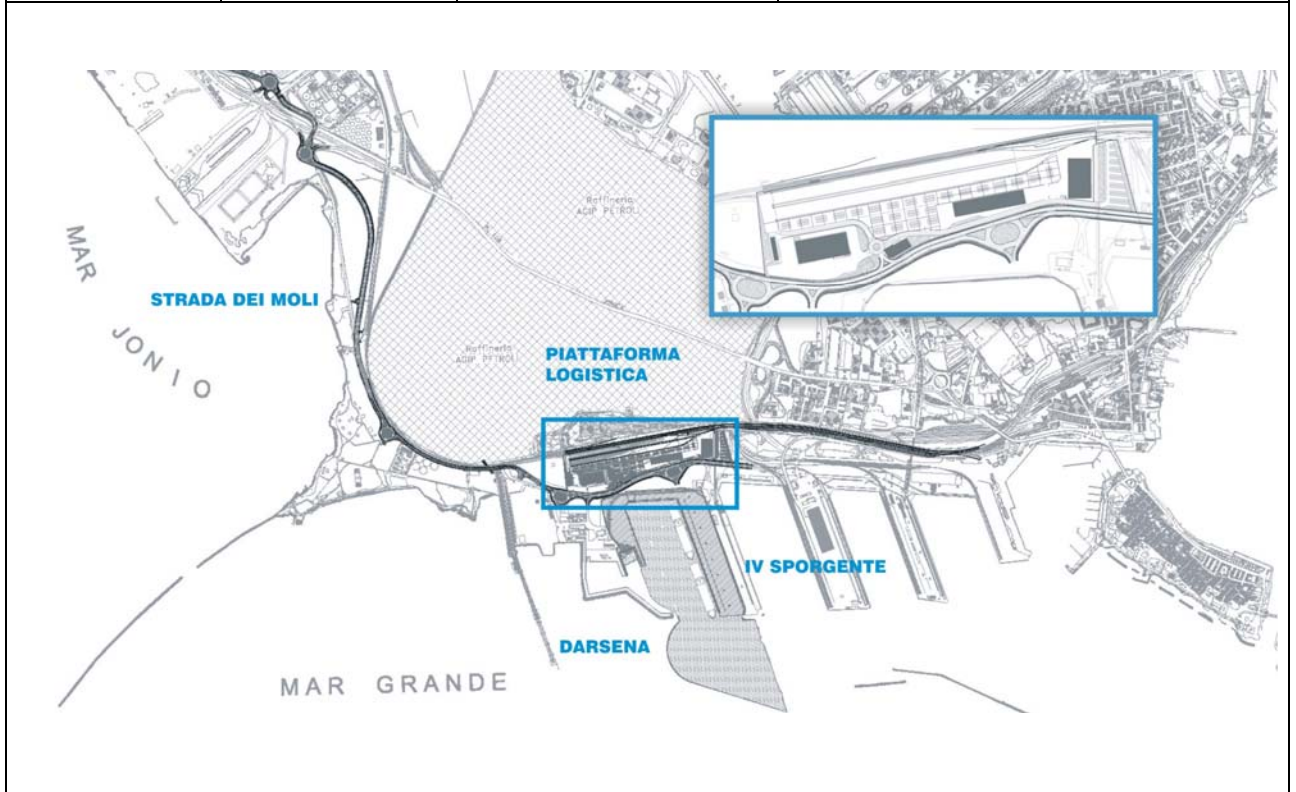 Raffineria
AGIP PETROLI
MAR
JONIO
STRADA DEI MOLI
Raffineria
AGIP PETROLI
PIATTAFORMA
LOGISTICA
IV SPORGENTE
DARSENA
MAR GRANDE